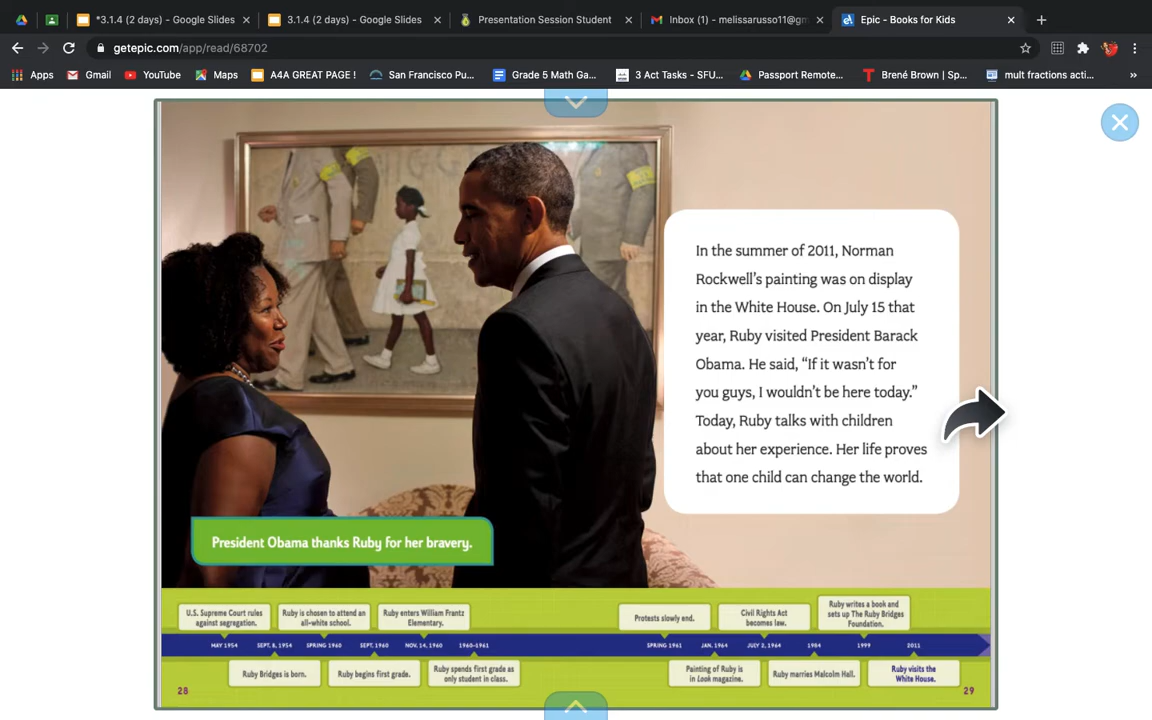 *3.1.4 (2 days) - Google Slides
3.1.4 (2 days) - Google Slides
Presentation Session Student
Inbox (1) - melissarusso11@gm
Epic - Books for Kids
getepic.com/app/read/68702
Apps
Gmail
YouTube
Maps
A4A GREAT PAGE !
San Francisco Pu...
Grade 5 Math Ga...
3 Act Tasks - SFU...
Passport Remote...
Brené Brown | Sp...
mult fractions acti...
»
In the summer of 2011, Norman
Rockwell's painting was on display
in the White House. On July 15 that
year, Ruby visited President Barack
Obama. He said, "If it wasn't for
you guys, I wouldn't be here today."
Today, Ruby talks with children
about her experience. Her life proves
that one child can change the world.
President Obama thanks Ruby for her bravery.
U.S. Supreme Court rules
against segregation.
Ruby is chosen to attend an
all-white school.
Ruby enters William Frantz
Elementary.
Protests slowly end.
Civil Rights Act
becomes law.
Ruby writes a book and
sets up The Ruby Bridges
Foundation.
MAY 1954
SEPT. 8, 1954
SPRING 1960
SEPT. 1960
NOV. 14, 1960
1960-1961
SPRING 1961
JAN. 1964
JULY 2, 1964
1984
1999
2011
Ruby Bridges is born.
Ruby begins first grade.
Ruby spends first grade as
only student in class.
Painting of Ruby is
in Look magazine.
Ruby marries Malcolm Hall.
Ruby visits the
White House.
28
29